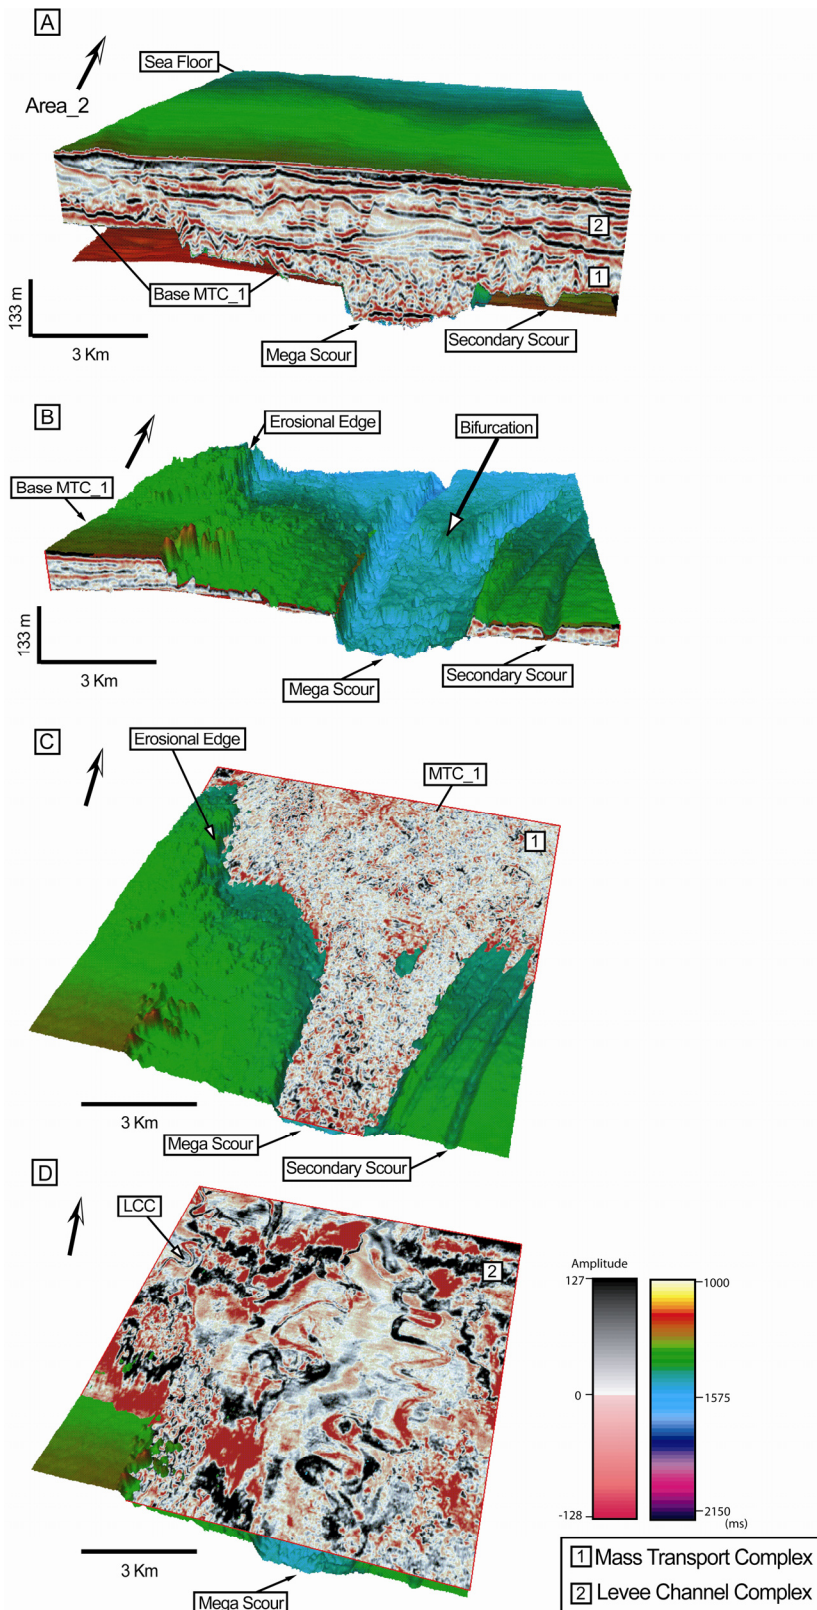 A
Sea Floor
Area_2
2
1
Base MTC_1
133 m
3 Km
Mega Scour
Secondary Scour
B
Erosional Edge
Bifurcation
Base MTC_1
133 m
3 Km
Mega Scour
Secondary Scour
C
Erosional Edge
MTC_1
1
3 Km
Mega Scour
Secondary Scour
D
LCC
2
3 Km
Mega Scour
Amplitude
127
0
-128
1000
1575
2150
(ms)
1 Mass Transport Complex
2 Levee Channel Complex